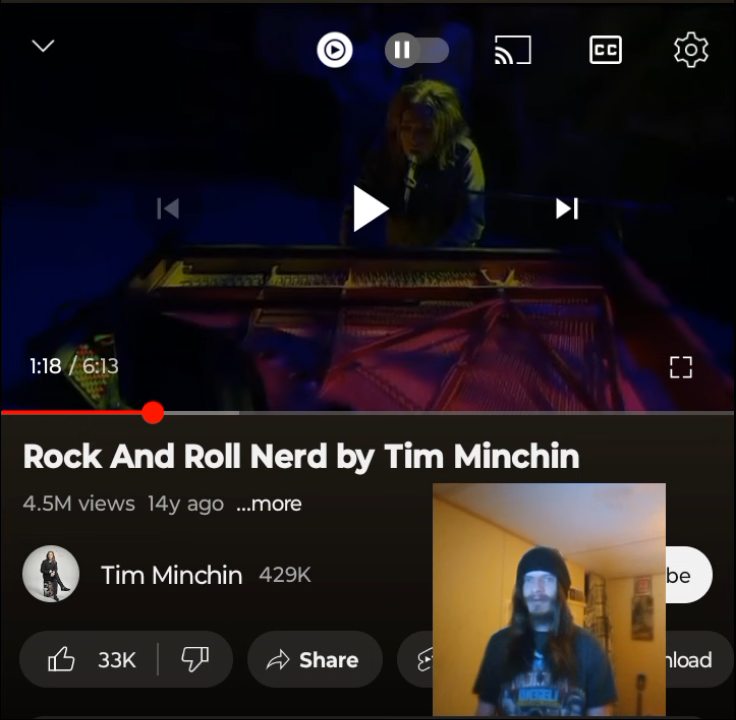 CC
1:18 / 6:13
Rock And Roll Nerd by Tim Minchin
4.5M views 14y ago ...more
Tim Minchin 429K
be
33K Share nload